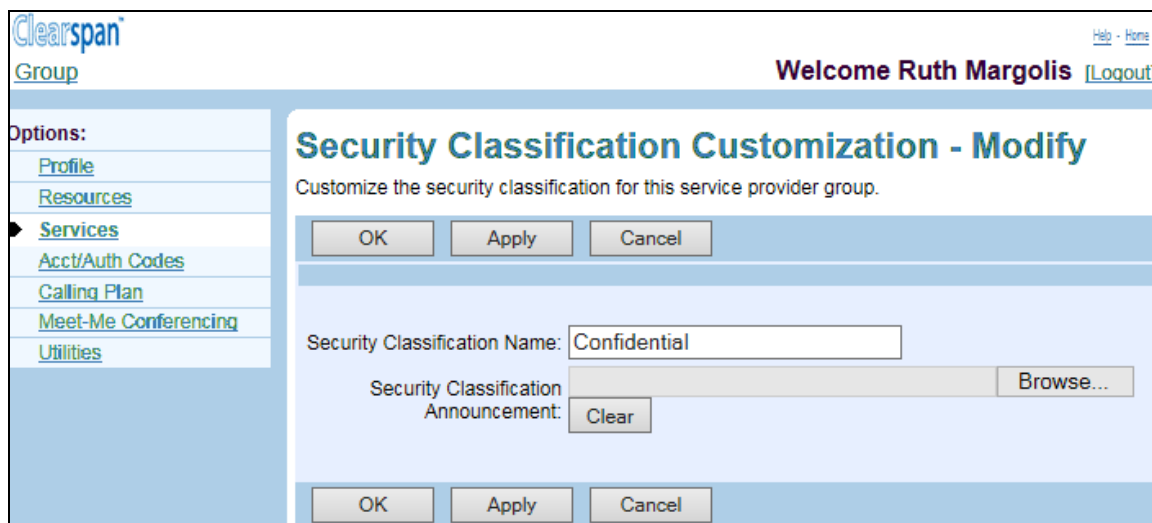 Clearspan™
Help - Home
Group
Welcome Ruth Margolis [Logout]
Options:
Profile
Resources
Services
Acct/Auth Codes
Calling Plan
Meet-Me Conferencing
Utilities
Security Classification Customization - Modify
Customize the security classification for this service provider group.
OK Apply Cancel
Security Classification Name: Confidential
Security Classification
Announcement:
Browse...
Clear
OK Apply Cancel